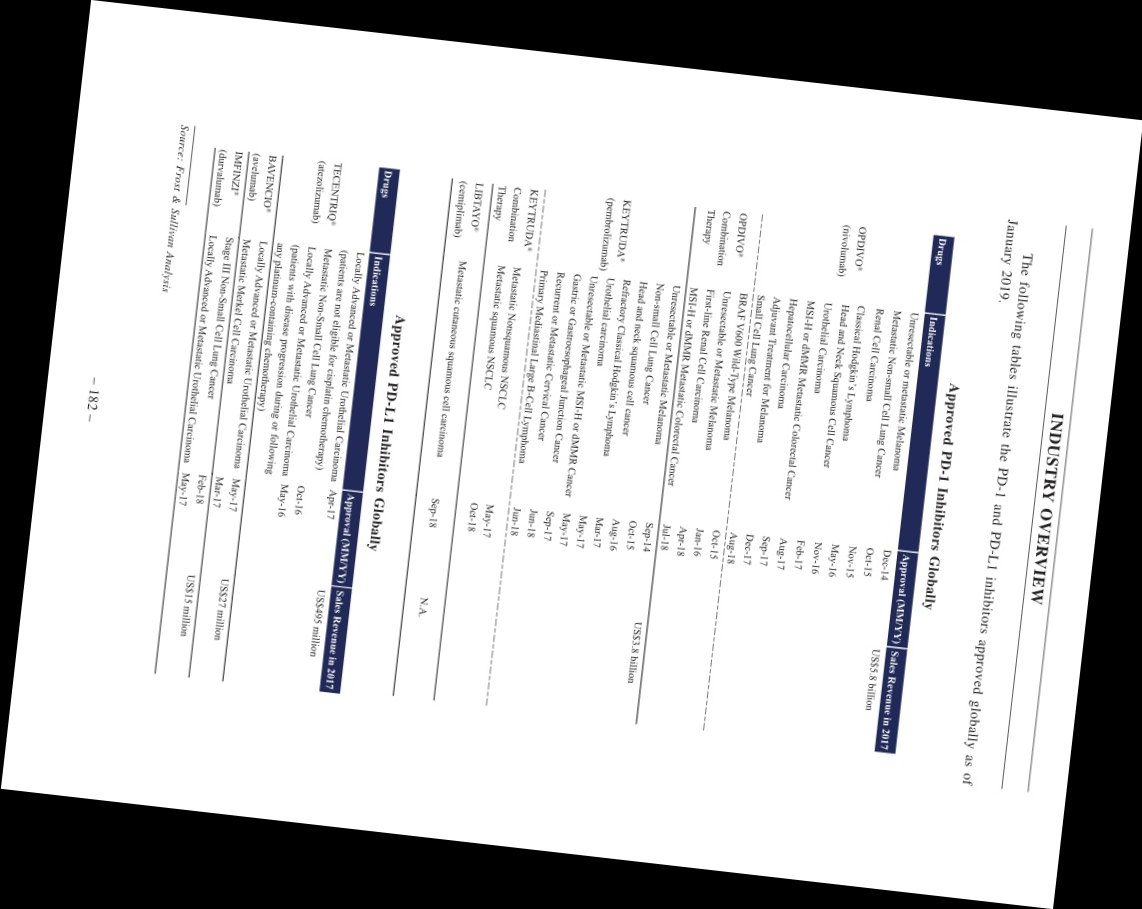 INDUSTRY OVERVIEW
The following tables illustrate the PD-1 and PD-L1 inhibitors approved globally as of
January 2019.
Approved PD-1 Inhibitors Globally
Drugs Indications Approval (MM/YY) Sales Revenue in 2017
Unresectable or metastatic Melanoma Dec-14
Metastatic Non-small Cell Lung Cancer Oct-15
Renal Cell Carcinoma Nov-15 US$5.8 billion
OPDIVO® Classical Hodgkin's Lymphoma May-16
(nivolumab) Head and Neck Squamous Cell Cancer Nov-16
Urothelial Carcinoma Feb-17
MSI-H or dMMR Metastatic Colorectal Cancer Aug-17
Hepatocellular Carcinoma Sep-17
Adjuvant Treatment for Melanoma Dec-17
Small Cell Lung Cancer Aug-18
OPDIVO® BRAF V600 Wild-Type Melanoma Oct-15
Combination Unresectable or Metastatic Melanoma Jan-16
Therapy First-line Renal Cell Carcinoma Apr-18
MSI-H or dMMR Metastatic Colorectal Cancer Jul-18
Unresectable or Metastatic Melanoma Sep-14
Non-small Cell Lung Cancer Oct-15 US$3.8 billion
Head and neck squamous cell cancer Aug-16
KEYTRUDA® Refractory Classical Hodgkin's Lymphoma Mar-17
(pembrolizumab) Urothelial carcinoma May-17
Unresectable or Metastatic MSI-H or dMMR Cancer May-17
Gastric or Gastroesophageal Junction Cancer Sep-17
Recurrent or Metastatic Cervical Cancer Jun-18
Primary Mediastinal Large B-Cell Lymphoma Jun-18
KEYTRUDA®
Combination Metastatic Nonsquamous NSCLC May-17
Therapy Metastatic squamous NSCLC Oct-18
LIBTAYO®
(cemiplimab) Metastatic cutaneous squamous cell carcinoma Sep-18 N.A.
Approved PD-L1 Inhibitors Globally
Drugs Indications Approval (MM/YY) Sales Revenue in 2017
Locally Advanced or Metastatic Urothelial Carcinoma
(patients are not eligible for cisplatin chemotherapy) Apr-17
TECENTRIQ® Metastatic Non-Small Cell Lung Cancer Oct-16 US$495 million
(atezolizumab) Locally Advanced or Metastatic Urothelial Carcinoma
(patients with disease progression during or following May-16
any platinum-containing chemotherapy)
BAVENCIO® Locally Advanced or Metastatic Urothelial Carcinoma May-17
(avelumab) Metastatic Merkel Cell Carcinoma Mar-17 US$27 million
IMFINZI® Stage III Non-Small Cell Lung Cancer Feb-18
(durvalumab) Locally Advanced or Metastatic Urothelial Carcinoma May-17 US$15 million
Source: Frost & Sullivan Analysis
– 182 –